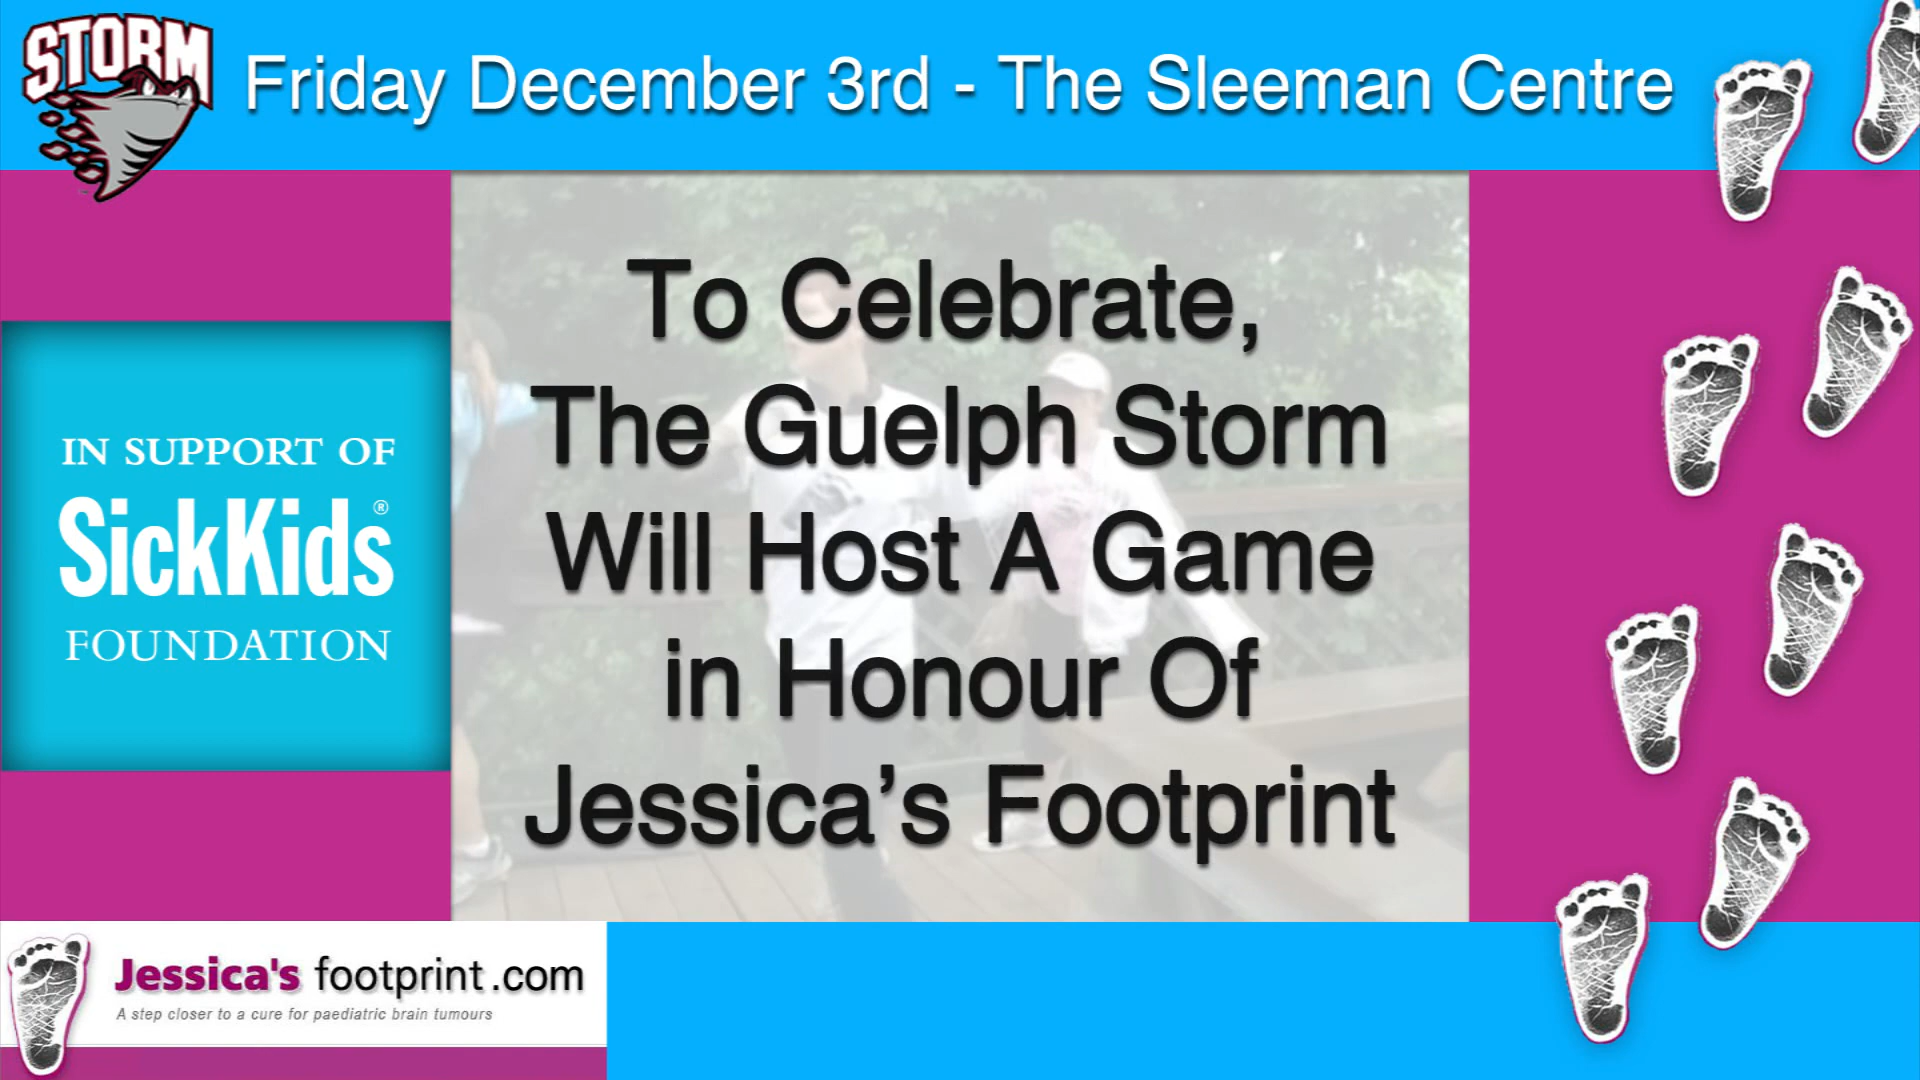 STORM
Friday December 3rd - The Sleeman Centre
To Celebrate,
The Guelph Storm
Will Host A Game
in Honour Of
Jessica’s Footprint
IN SUPPORT OF
SickKids®
FOUNDATION
Jessica's footprint.com
A step closer to a cure for paediatric brain tumours